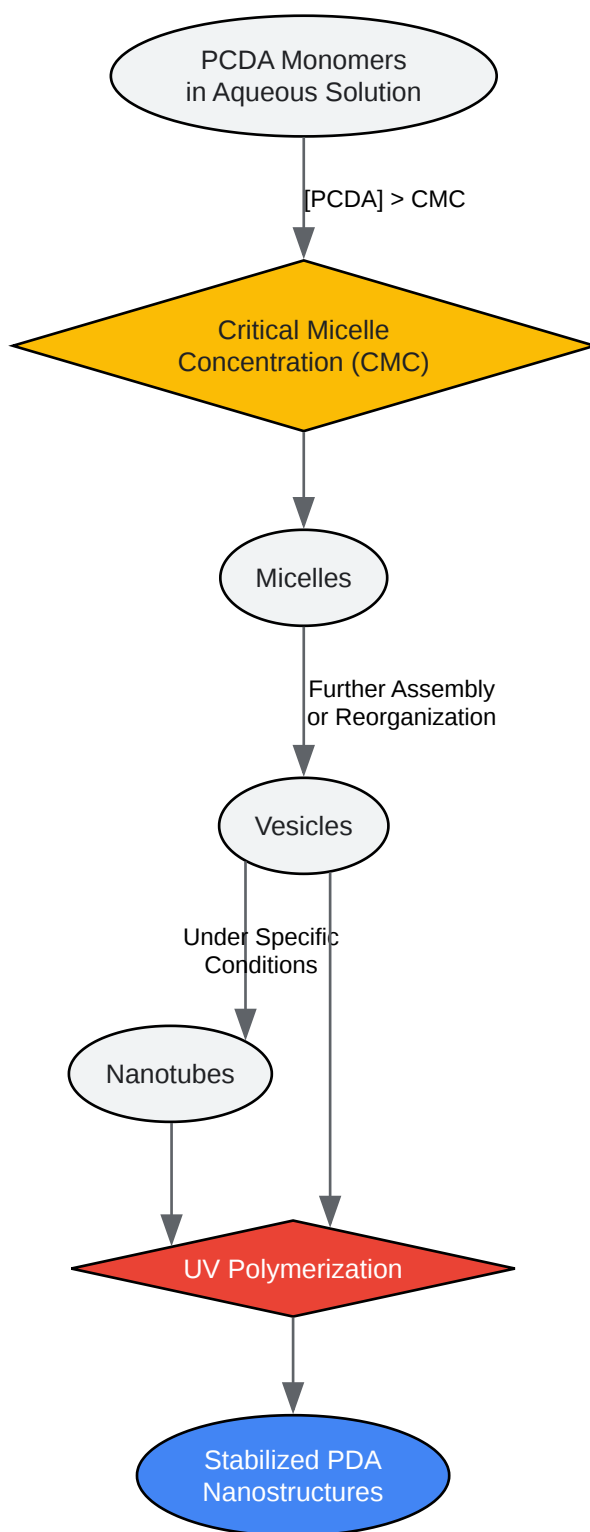 PCDA Monomers
in Aqueous Solution
[PCDA] > CMC
Critical Micelle
Concentration (CMC)
Micelles
Further Assembly
or Reorganization
Vesicles
Under Specific
Conditions
Nanotubes
UV Polymerization
Stabilized PDA
Nanostructures